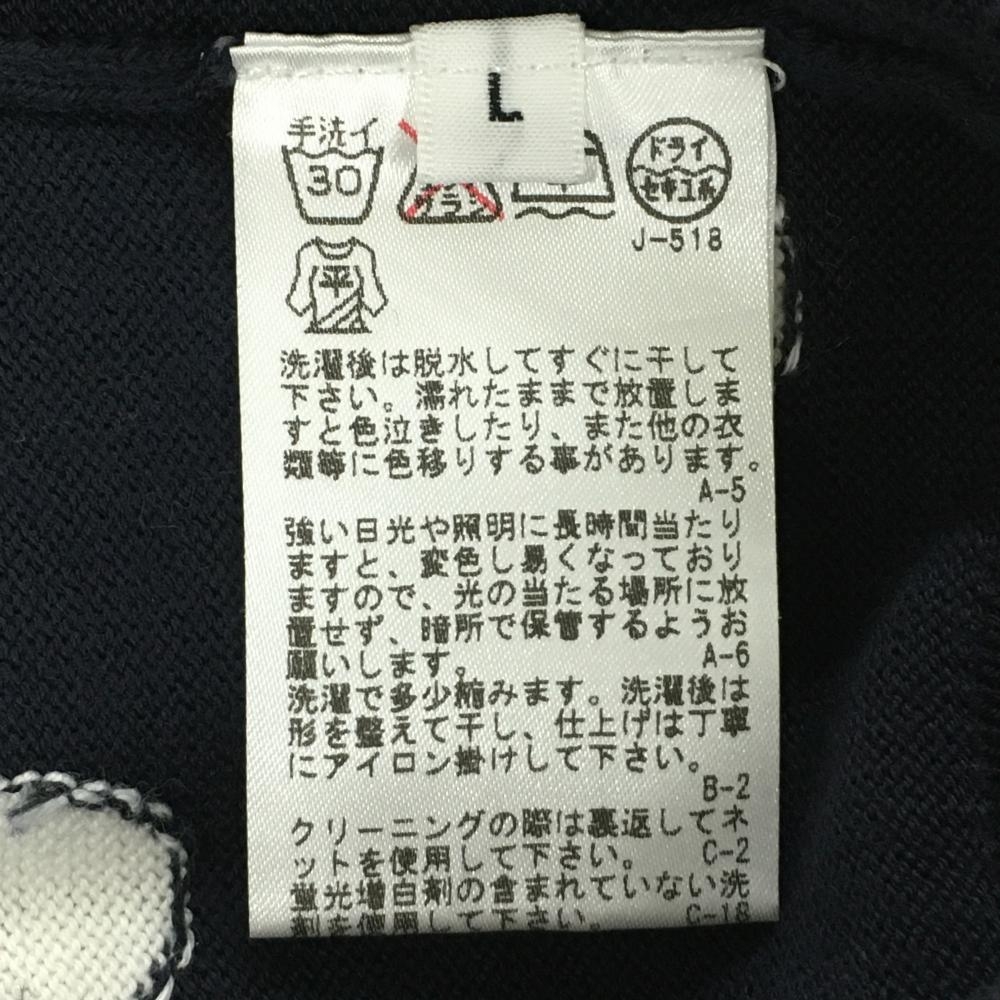 L
手洗イ
30
ドライ
セキユ系
J-518
平
洗濯後は脱水してすぐに干して
下さい。濡れたままで放置しま
すと色泣きしたり、また他の衣
類等に色移りする事があります。
A-5
強い日光や照明に長時間当たり
ますと、変色し易くなっており
ますので、光の当たる場所に放
置せず、暗所で保管するようお
願いします。
A-6
洗濯で多少縮みます。洗濯後は
形を整えて干し、仕上げは丁寧
にアイロン掛けして下さい。
B-2
クリーニングの際は裏返してネ
ットを使用して下さい。 C-2
蛍光増白剤の含まれていない洗
剤を使用して下さい。 C-18